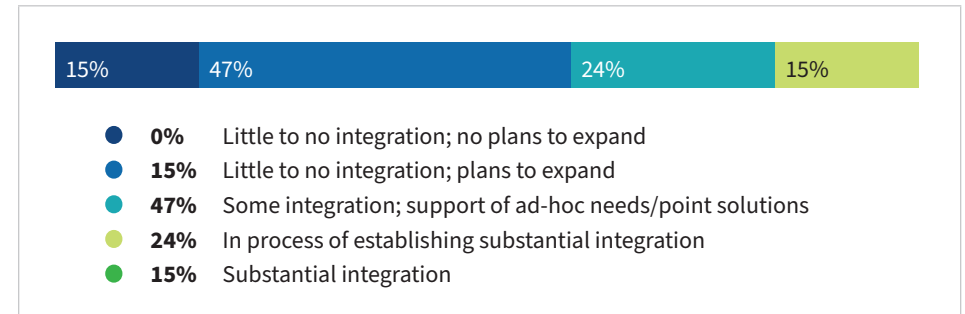 15% 47% 24% 15%
0% Little to no integration; no plans to expand
15% Little to no integration; plans to expand
47% Some integration; support of ad-hoc needs/point solutions
24% In process of establishing substantial integration
15% Substantial integration